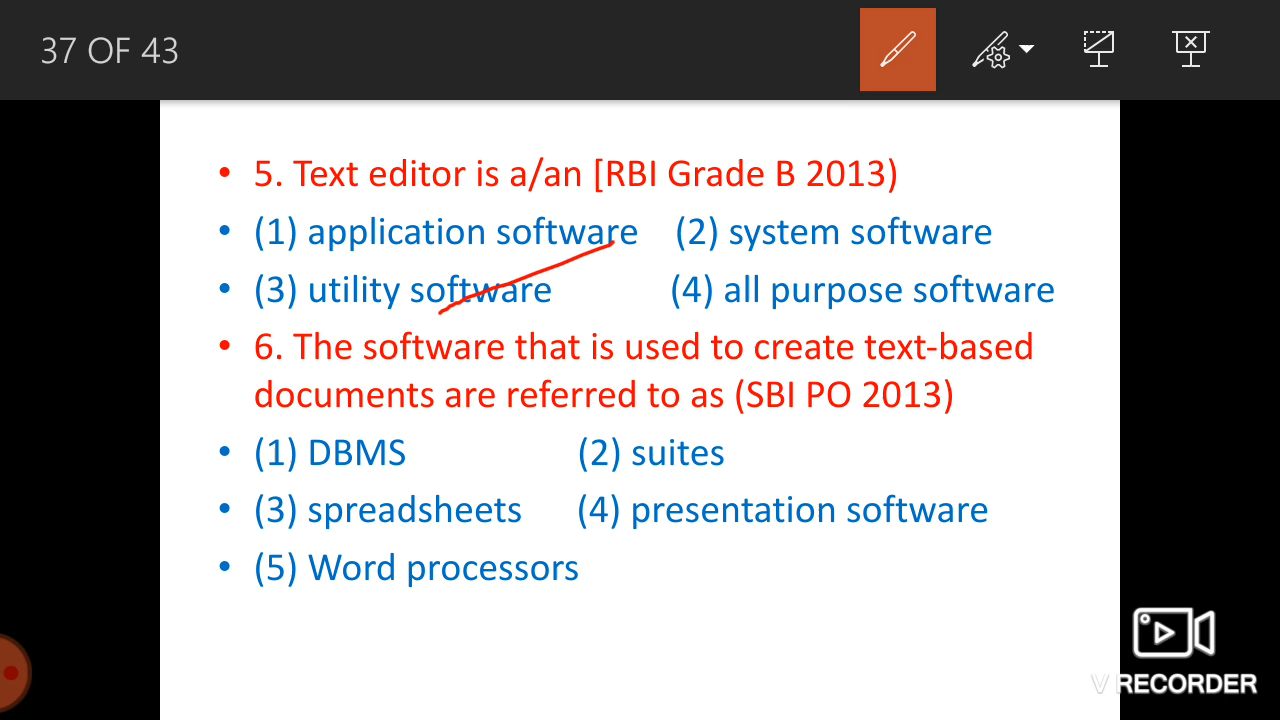 37 OF 43
• 5. Text editor is a/an [RBI Grade B 2013)
• (1) application software (2) system software
• (3) utility software (4) all purpose software
• 6. The software that is used to create text-based
documents are referred to as (SBI PO 2013)
• (1) DBMS (2) suites
• (3) spreadsheets (4) presentation software
• (5) Word processors
V RECORDER